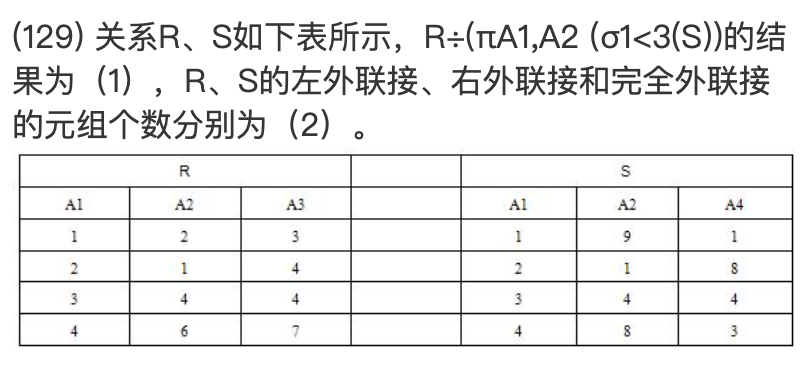 (129) 关系R、S如下表所示，R÷(πA1,A2 (σ1<3(S))的结
果为（1），R、S的左外联接、右外联接和完全外联接
的元组个数分别为（2）。
R S
A1 A2 A3 A1 A2 A4
1 2 3 1 9 1
2 1 4 2 1 8
3 4 4 3 4 4
4 6 7 4 8 3